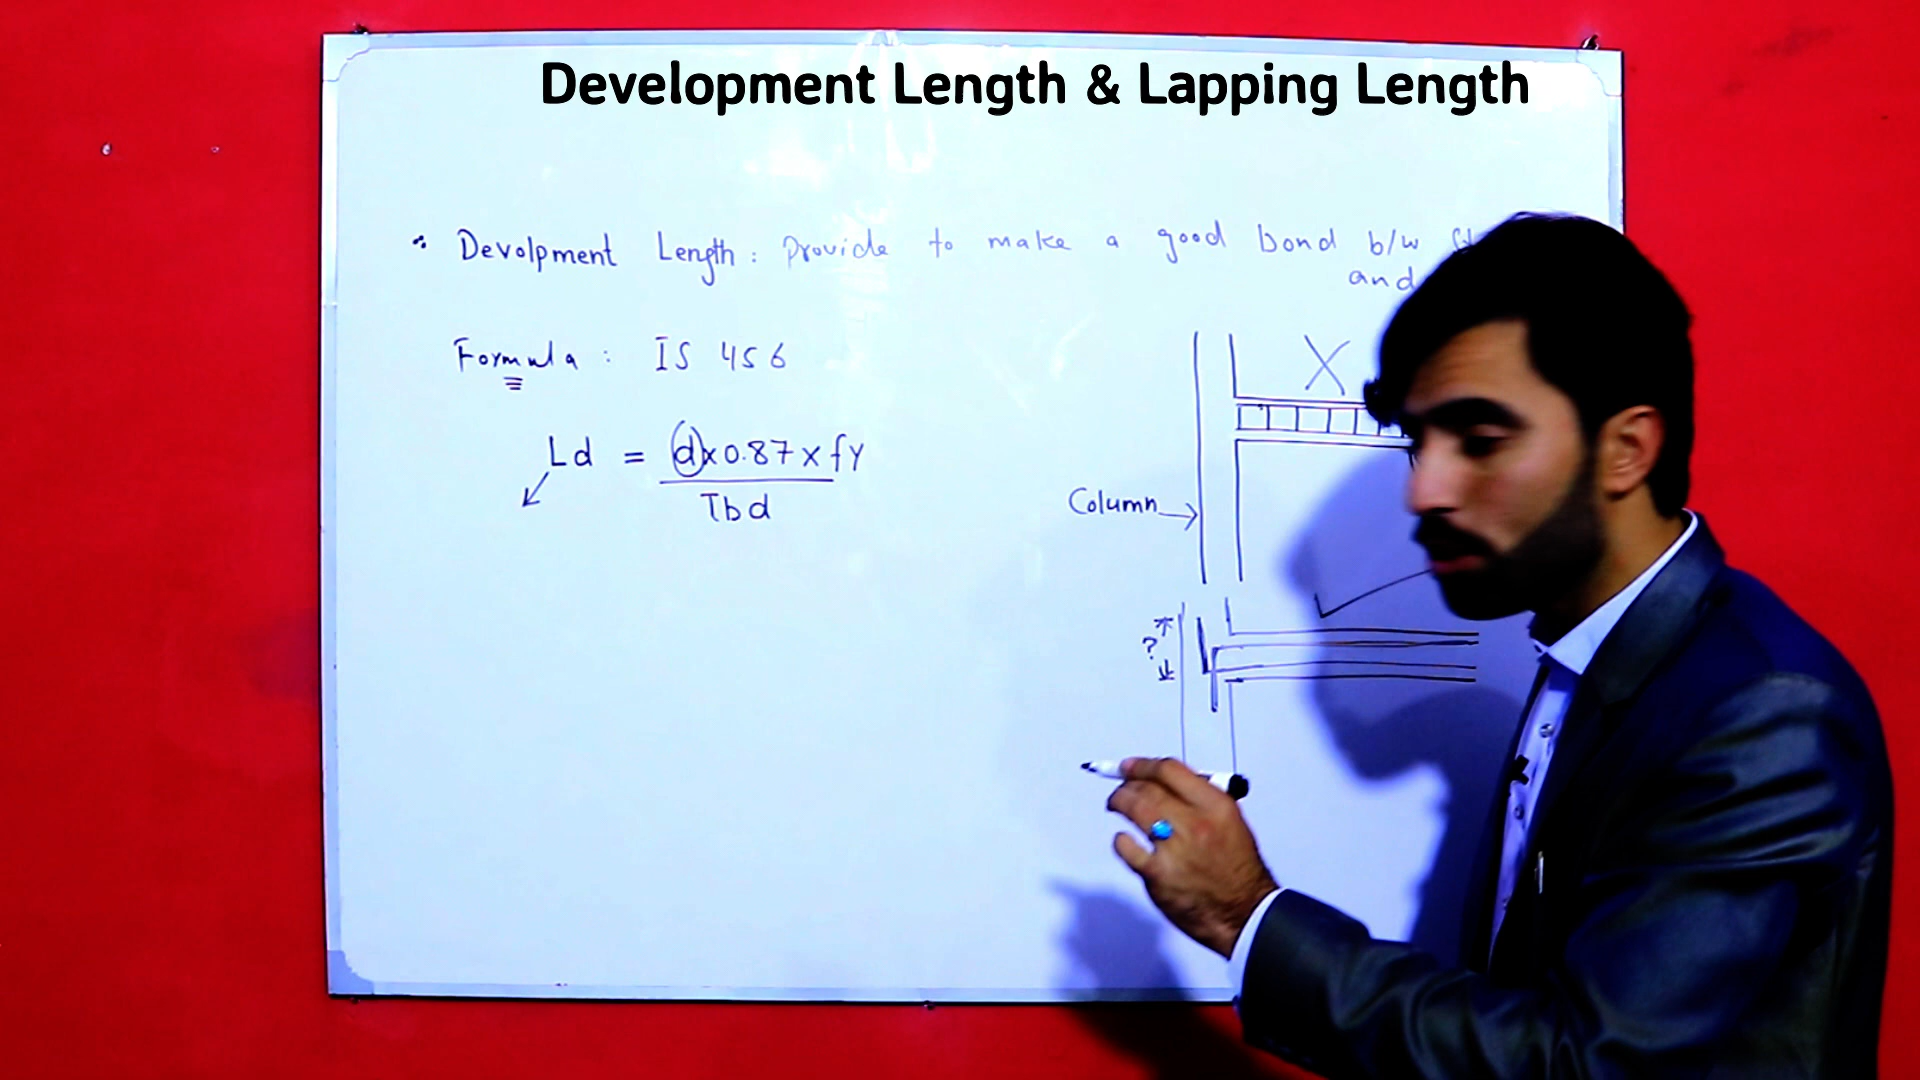 Development Length & Lapping Length
Devolpment Length : Provide to make a good bond b/w
and
Formula : IS 456
Ld = d x 0.87 x fy
Tbd
Column
X
?